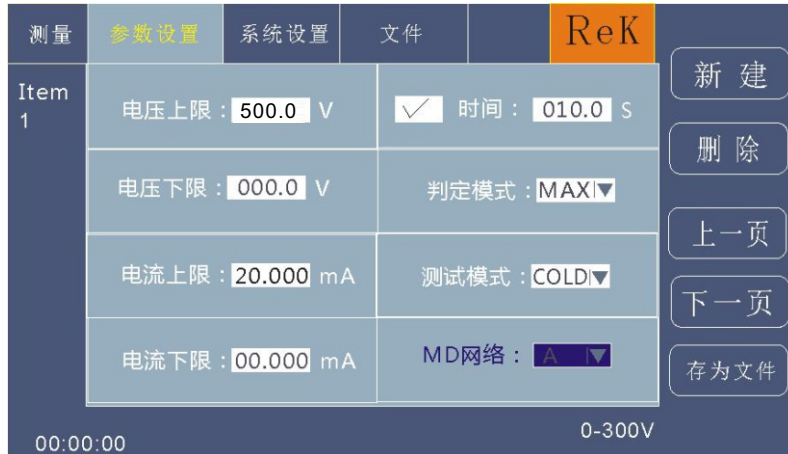 测量 参数设置 系统设置 文件 ReK
Item 1
电压上限：500.0 V
✓ 时间：010.0 S
电压下限：000.0 V
判定模式：MAX
电流上限：20.000 mA
测试模式：COLD
电流下限：00.000 mA
MD网络：A
新 建
删 除
上一页
下一页
存为文件
00:00:00
0-300V